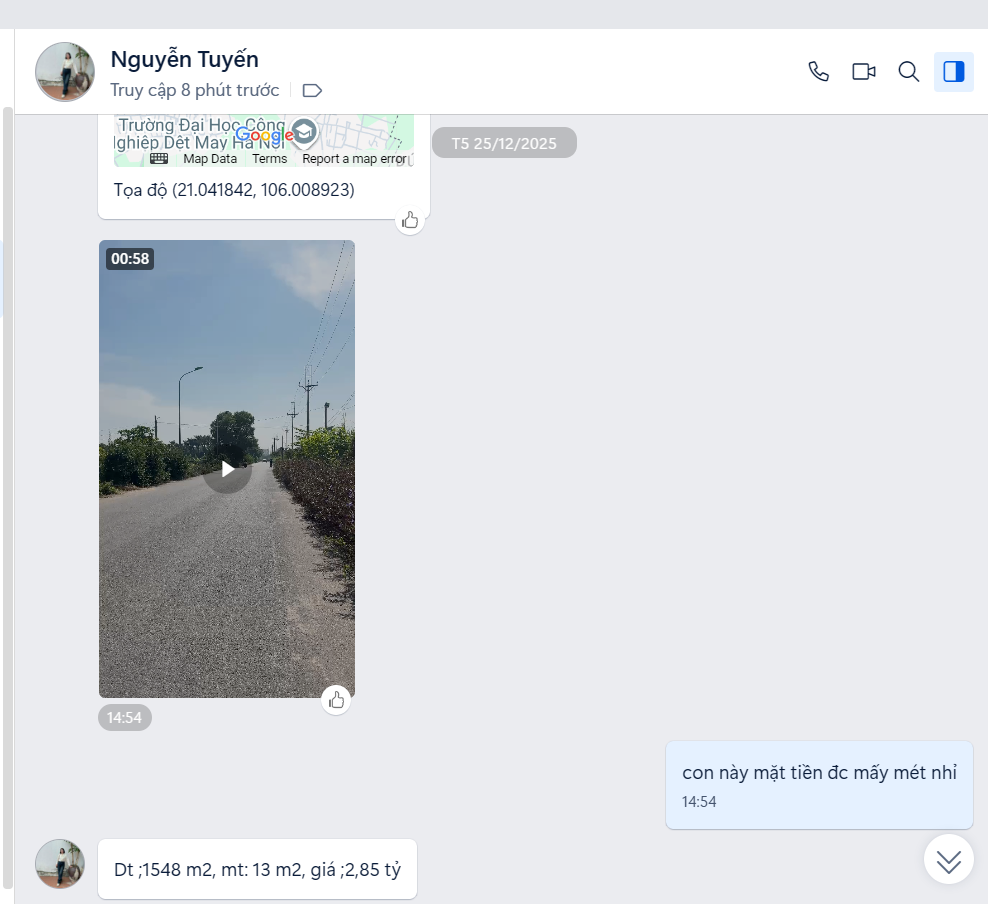 Nguyễn Tuyến
Truy cập 8 phút trước
Trường Đại Học Công
Nghiệp Dệt May Hà Nội
Google
Map Data
Terms
Report a map error
T5 25/12/2025
Tọa độ (21.041842, 106.008923)
00:58
14:54
con này mặt tiền đc mấy mét nhỉ
14:54
Dt ;1548 m2, mt: 13 m2, giá ;2,85 tỷ